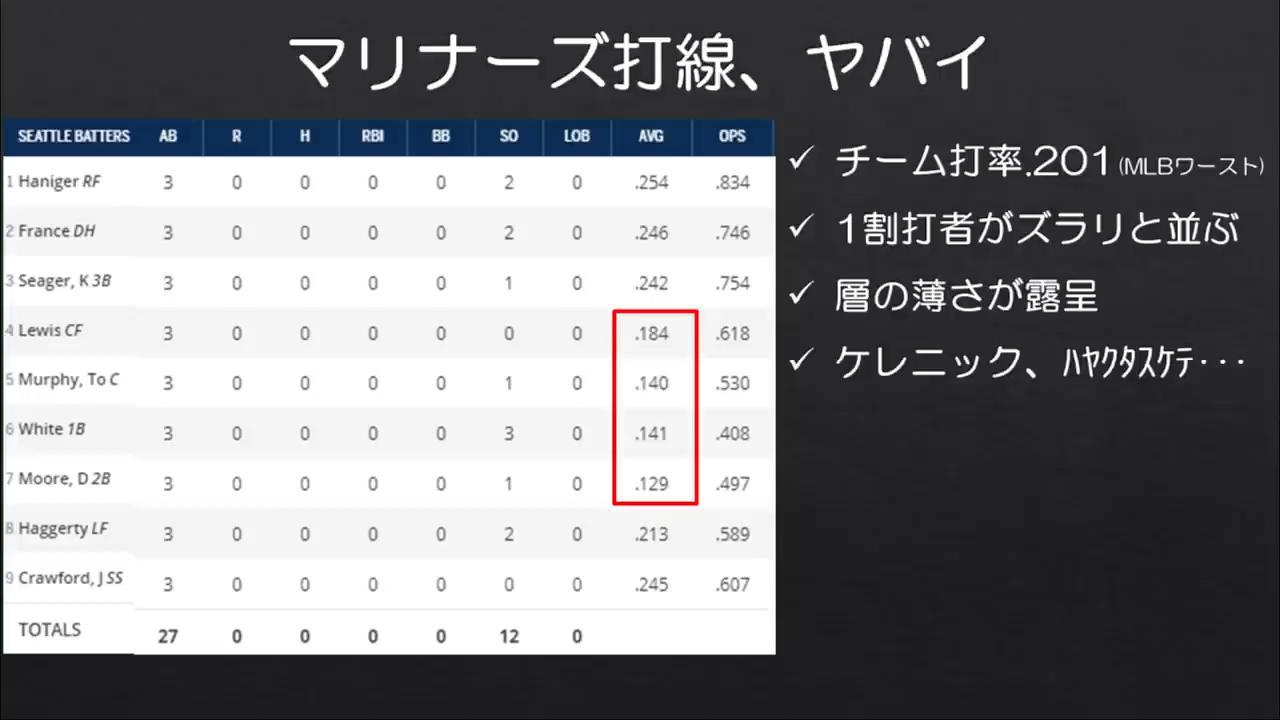 マリナーズ打線、ヤバイ
SEATTLE BATTERS AB R H RBI BB SO LOB AVG OPS
1 Haniger RF 3 0 0 0 0 2 0 .254 .834
2 France DH 3 0 0 0 0 2 0 .246 .746
3 Seager, K 3B 3 0 0 0 0 1 0 .242 .754
4 Lewis CF 3 0 0 0 0 0 0 .184 .618
5 Murphy, To C 3 0 0 0 0 1 0 .140 .530
6 White 1B 3 0 0 0 0 3 0 .141 .408
7 Moore, D 2B 3 0 0 0 0 1 0 .129 .497
8 Haggerty LF 3 0 0 0 0 2 0 .213 .589
9 Crawford, J SS 3 0 0 0 0 0 0 .245 .607
TOTALS 27 0 0 0 0 12 0
✓ チーム打率.201 (MLBワースト)
✓ 1割打者がズラリと並ぶ
✓ 層の薄さが露呈
✓ ケレニック、ﾊﾔｸﾀｽｹﾃ･･･